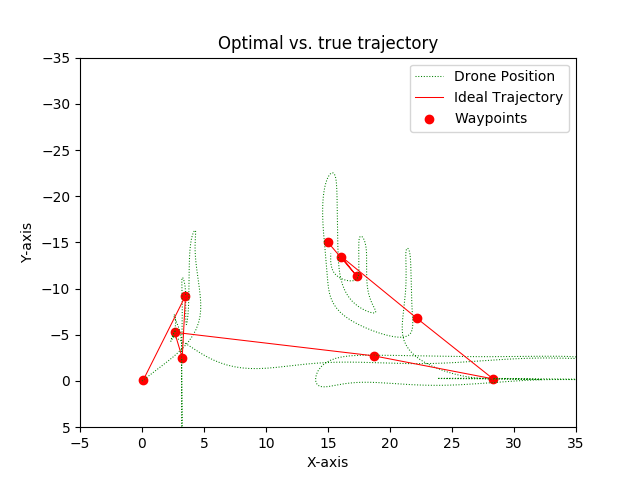 Optimal vs. true trajectory
Drone Position
Ideal Trajectory
Waypoints
Y-axis
−35
−30
−25
−20
−15
−10
−5
0
5
−5 0 5 10 15 20 25 30 35
X-axis